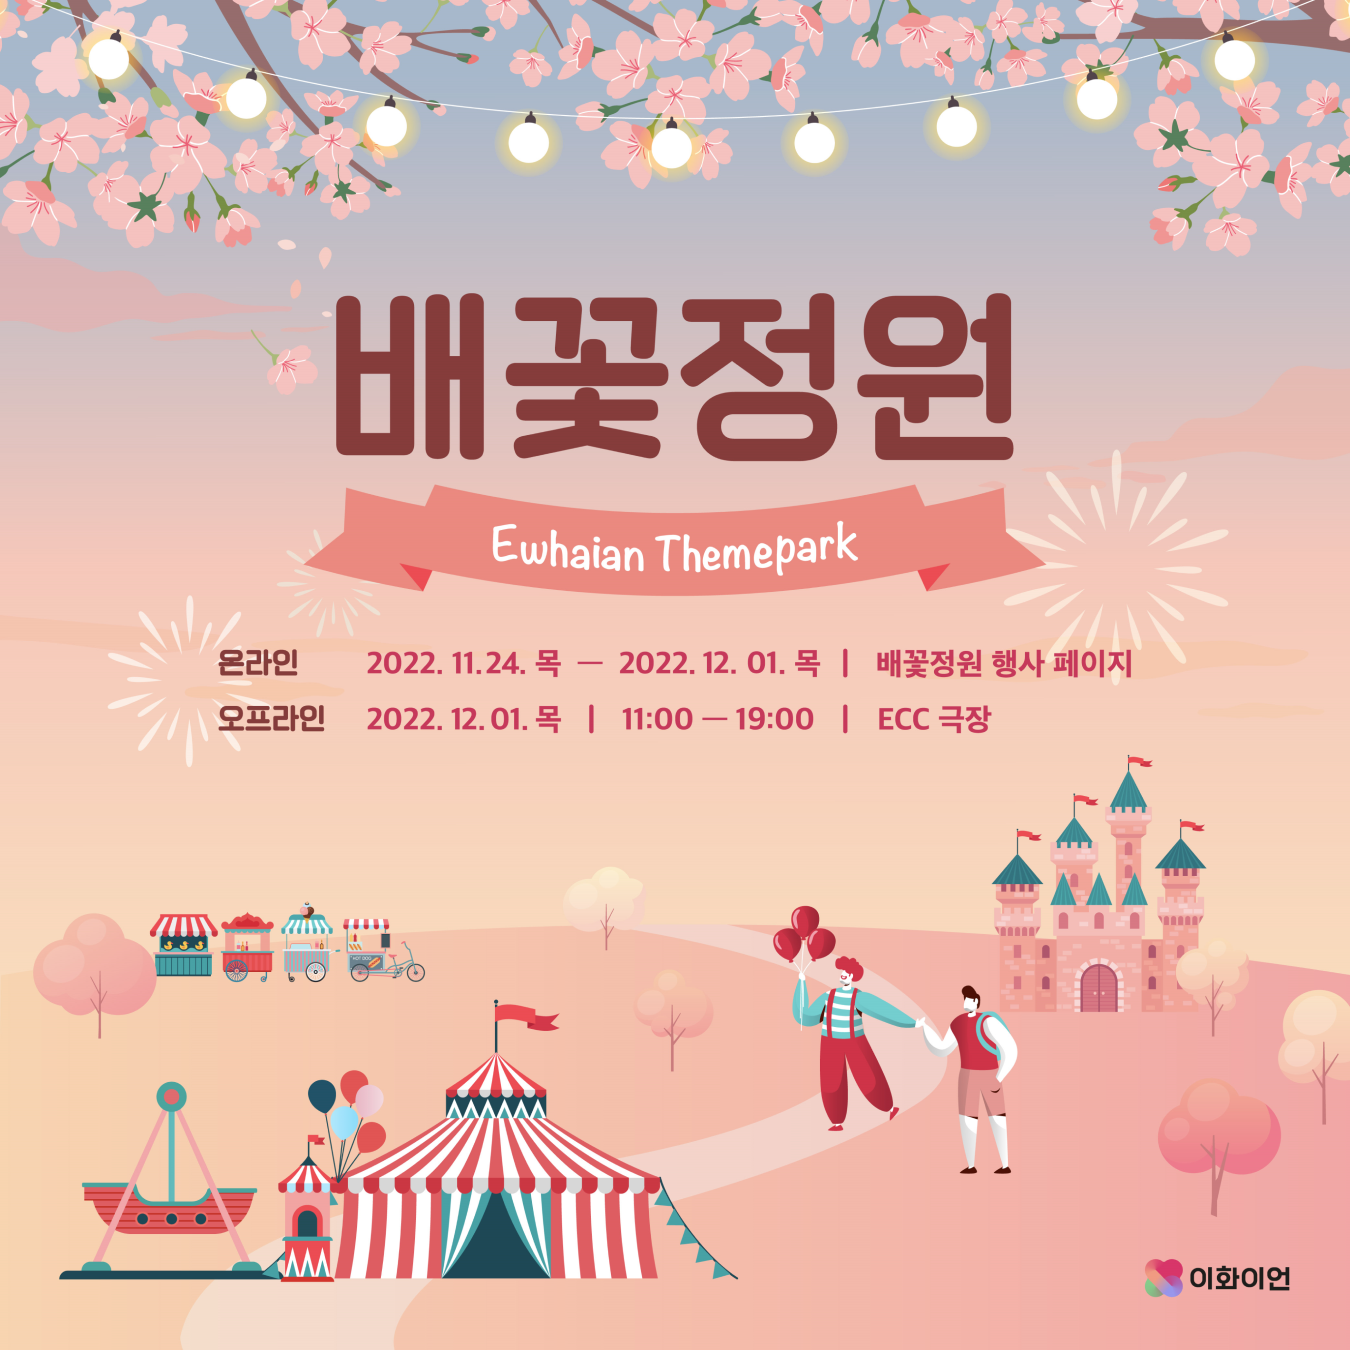 배꽃정원
Ewhaian Themepark
온라인 2022. 11. 24. 목 — 2022. 12. 01. 목 | 배꽃정원 행사 페이지
오프라인 2022. 12. 01. 목 | 11:00 — 19:00 | ECC 극장
HOT DOG
이화이언